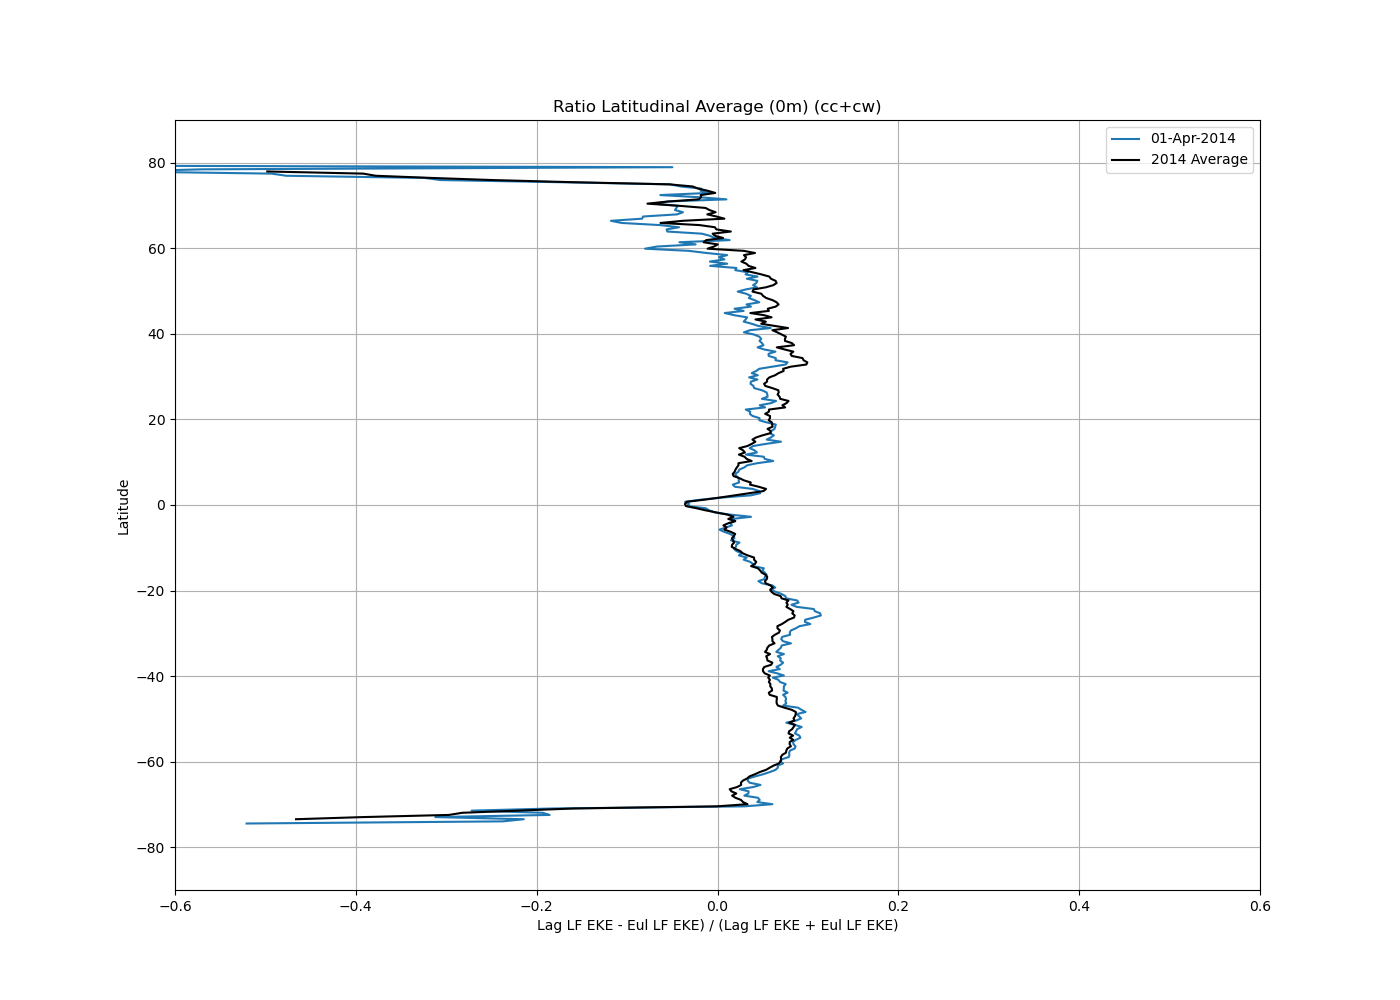 Ratio Latitudinal Average (0m) (cc+cw)
01-Apr-2014
2014 Average
80
60
40
20
0
−20
−40
−60
−80
Latitude
−0.6 −0.4 −0.2 0.0 0.2 0.4 0.6
Lag LF EKE - Eul LF EKE) / (Lag LF EKE + Eul LF EKE)